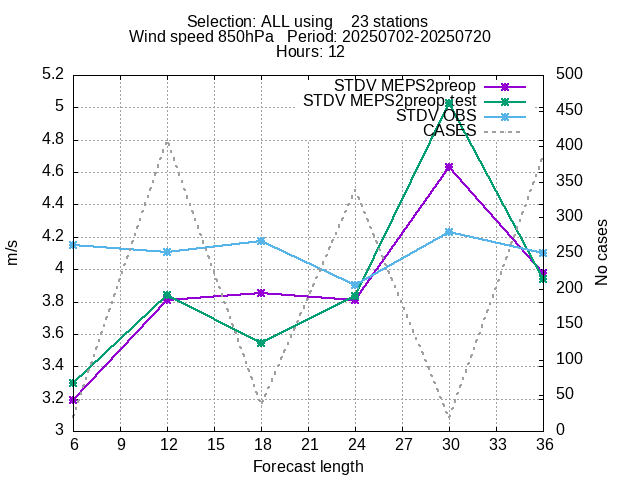 Selection: ALL using    23 stations
Wind speed 850hPa   Period: 20250702-20250720
Hours: 12
STDV MEPS2preop
STDV MEPS2preop_test
STDV OBS
CASES
5.2
5
4.8
4.6
4.4
4.2
4
3.8
3.6
3.4
3.2
3
m/s
500
450
400
350
300
250
200
150
100
50
0
No cases
6 9 12 15 18 21 24 27 30 33 36
Forecast length